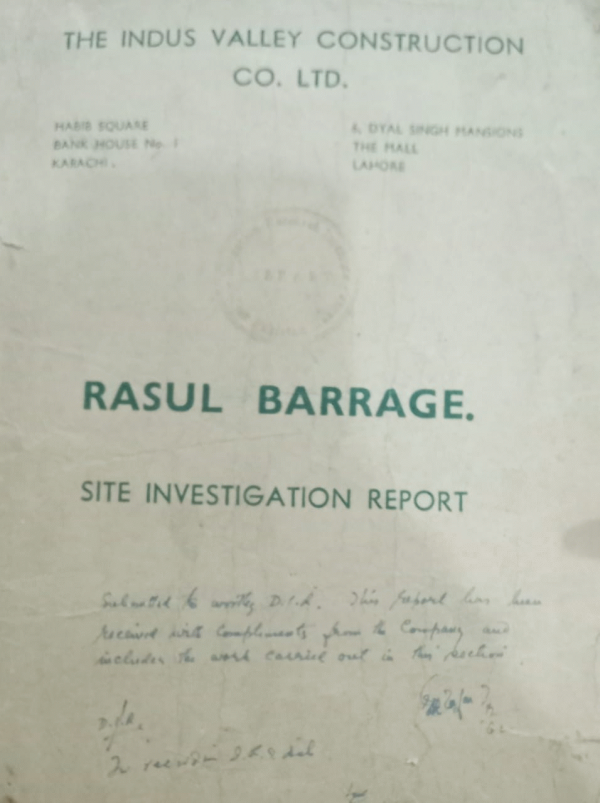 THE INDUS VALLEY CONSTRUCTION
CO. LTD.
HABIB SQUARE
BANK HOUSE No. 1
KARACHI.
6, DYAL SINGH MANSIONS
THE MALL
LAHORE
RASUL BARRAGE.
SITE INVESTIGATION REPORT
Submitted to This report has been
received with Compliments from the Company and
includes the work carried out in this section